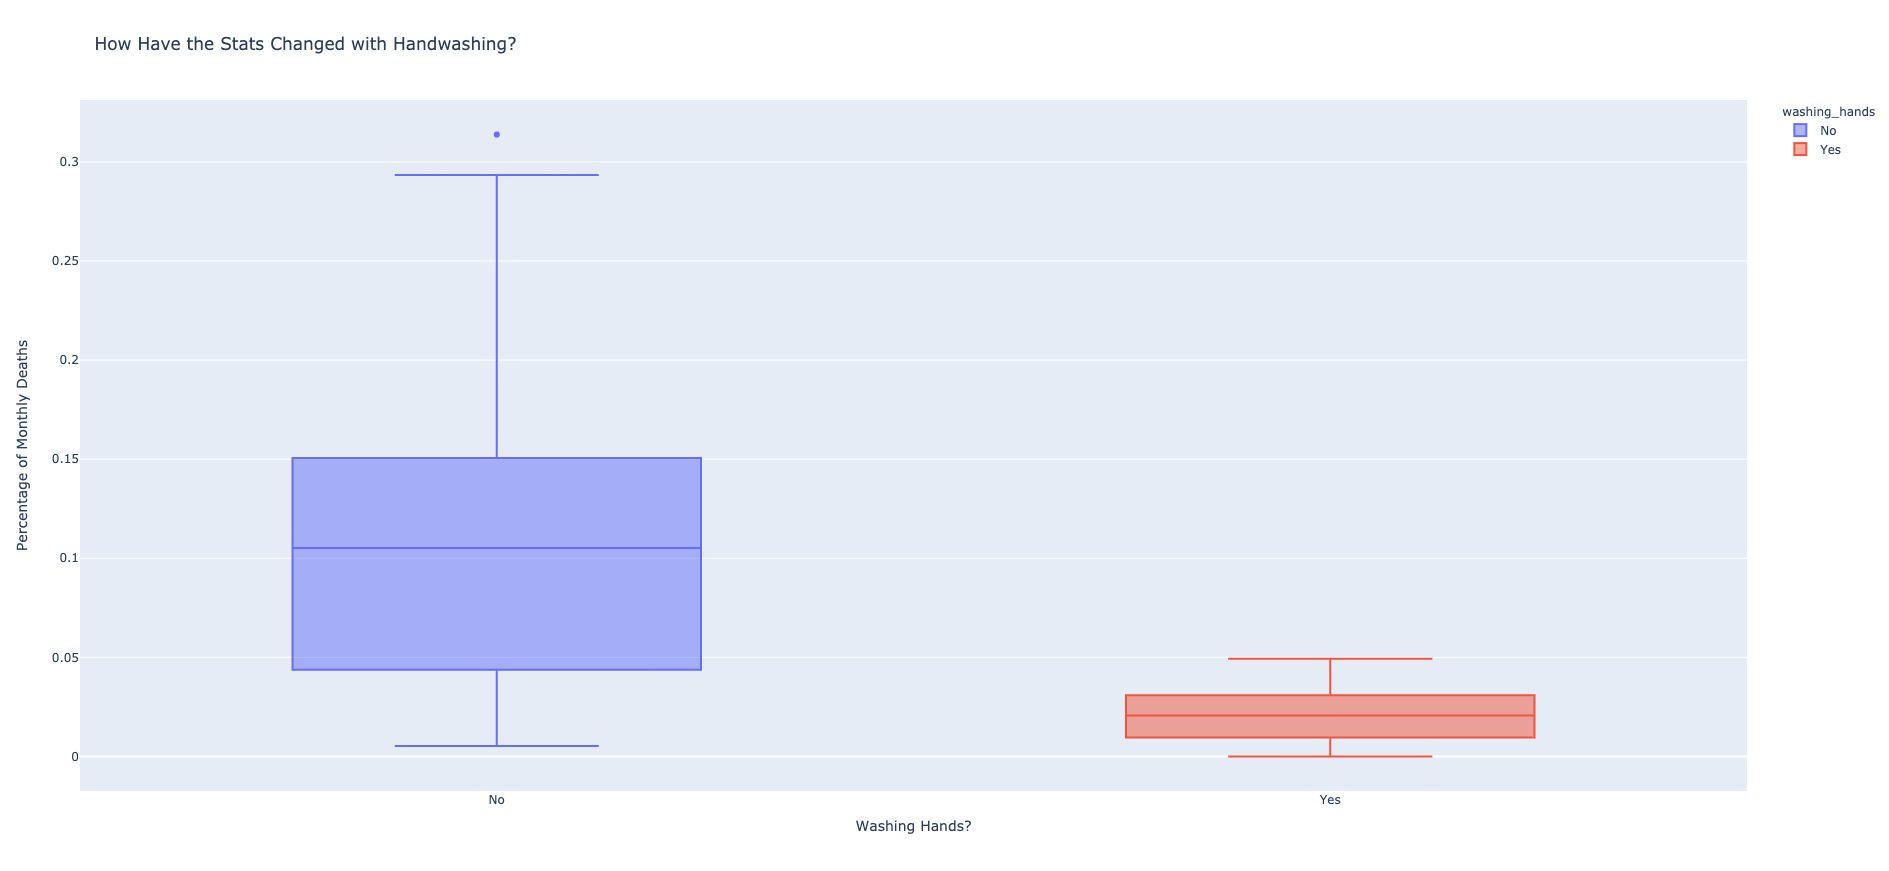 How Have the Stats Changed with Handwashing?
washing_hands
No
Yes
Percentage of Monthly Deaths
0.3
0.25
0.2
0.15
0.1
0.05
0
No
Yes
Washing Hands?